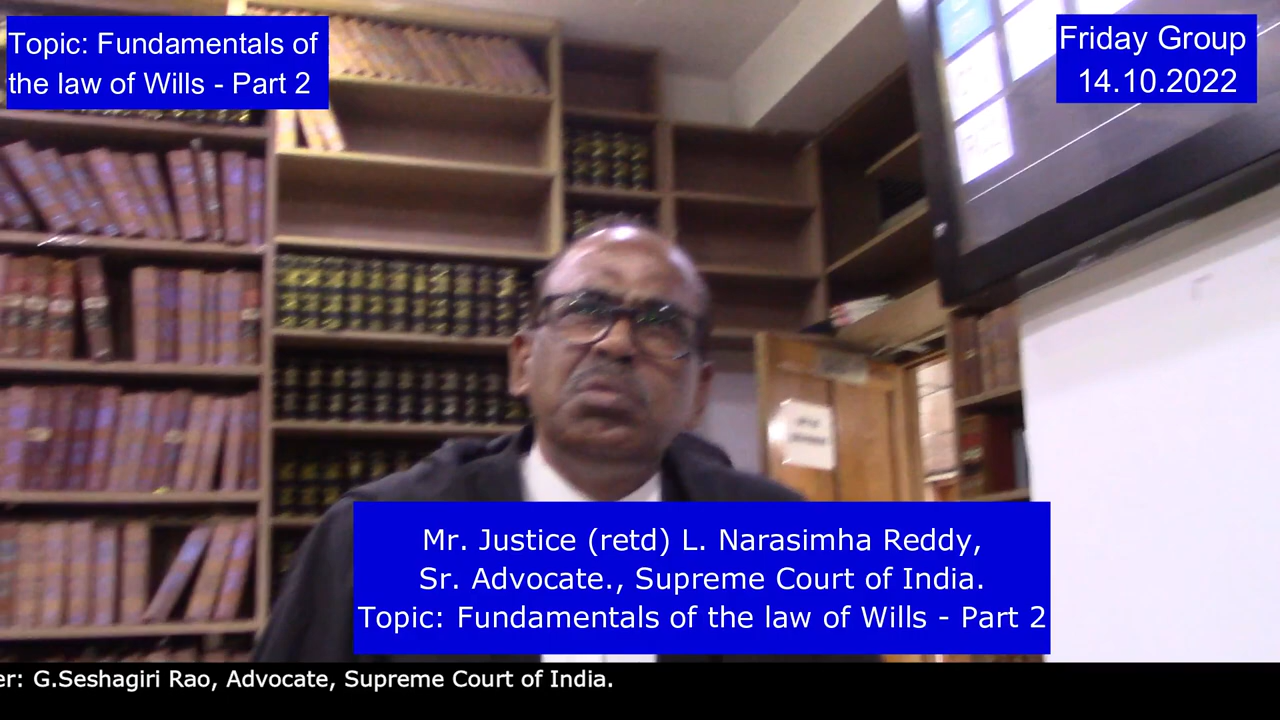 Topic: Fundamentals of
the law of Wills - Part 2
Friday Group
14.10.2022
Mr. Justice (retd) L. Narasimha Reddy,
Sr. Advocate., Supreme Court of India.
Topic: Fundamentals of the law of Wills - Part 2
er: G.Seshagiri Rao, Advocate, Supreme Court of India.